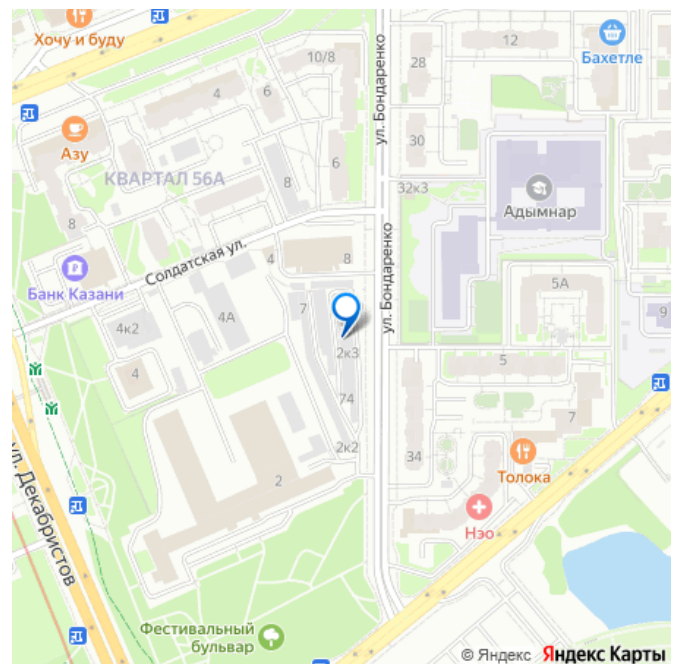 Хочу и буду
10/8
12
28
Бахетле
4
6
Азу
30
6
ул. Бондаренко
КВАРТАЛ 56А
8
32к3
Адымнар
8
Солдатская ул.
4
8
Банк Казани
ул. Бондаренко
5А
7
4А
9
4к2
2к3
5
4
74
7
2к2
34
Толока
2
ул. Декабристов
Нэо
Фестивальный
бульвар
© Яндекс Яндекс Карты